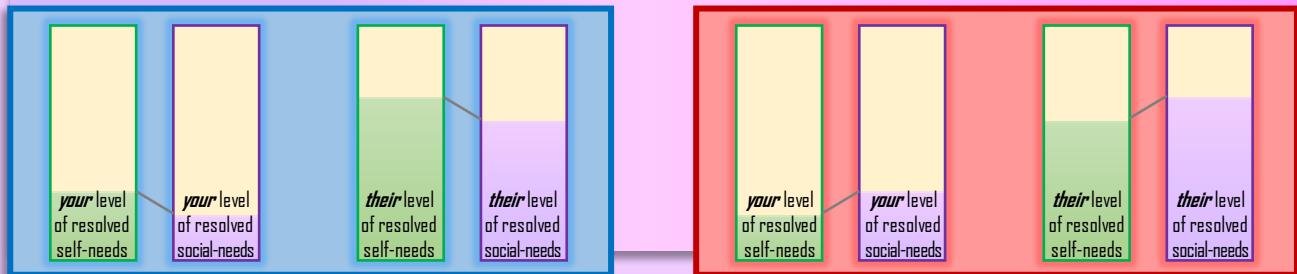 your level
of resolved
self-needs
your level
of resolved
social-needs
their level
of resolved
self-needs
their level
of resolved
social-needs
your level
of resolved
self-needs
your level
of resolved
social-needs
their level
of resolved
self-needs
their level
of resolved
social-needs